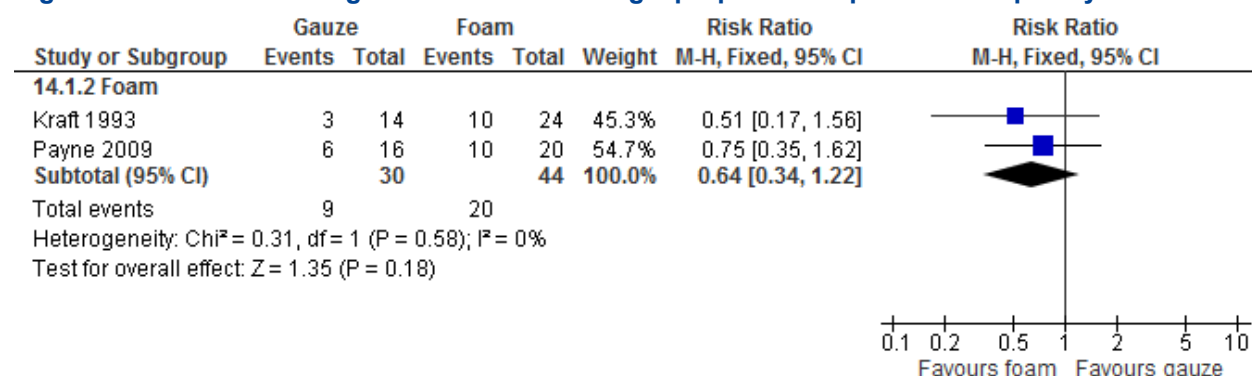 Gauze Foam Risk Ratio Risk Ratio
Study or Subgroup Events Total Events Total Weight M-H, Fixed, 95% CI M-H, Fixed, 95% CI
14.1.2 Foam
Kraft 1993 3 14 10 24 45.3% 0.51 [0.17, 1.56]
Payne 2009 6 16 10 20 54.7% 0.75 [0.35, 1.62]
Subtotal (95% CI) 30 44 100.0% 0.64 [0.34, 1.22]
Total events 9 20
Heterogeneity: Chi² = 0.31, df = 1 (P = 0.58); I² = 0%
Test for overall effect: Z = 1.35 (P = 0.18)
0.1 0.2 0.5 1 2 5 10
Favours foam Favours gauze